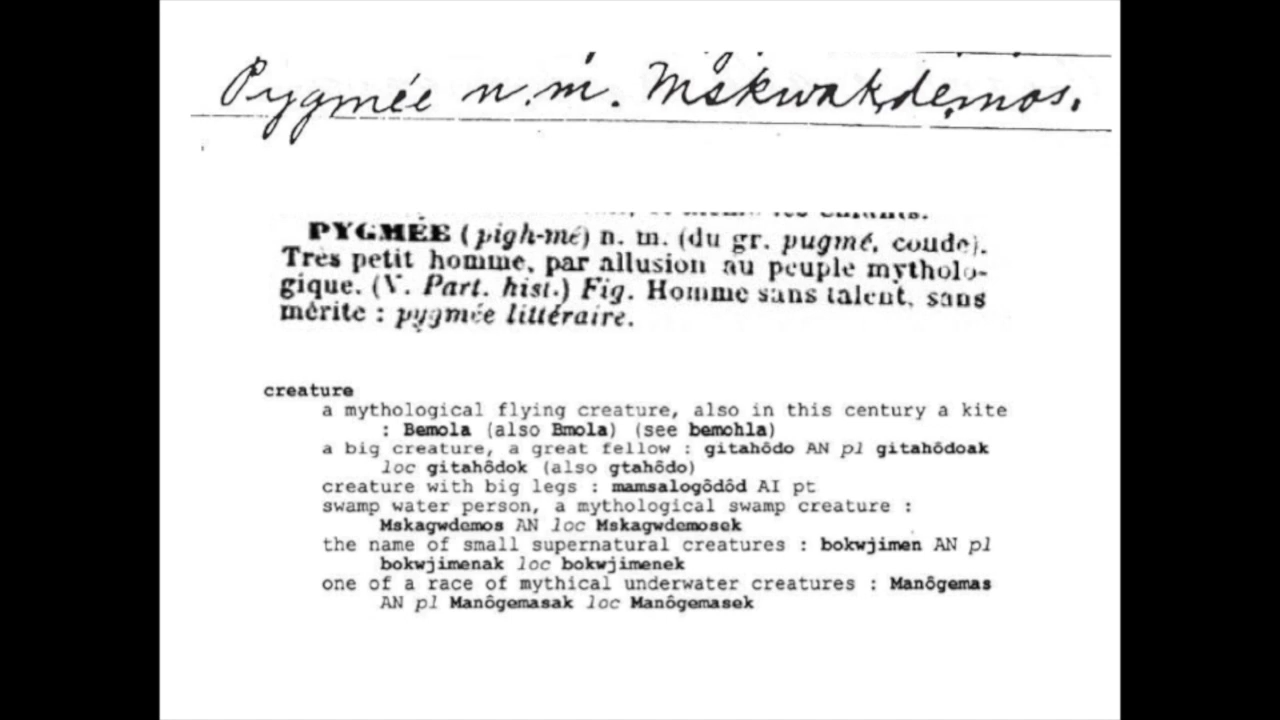 Pygmée n. m. Mskwakdemos.
PYGMÉE (pigh-mé) n. m. (du gr. pugmé, coude).
Très petit homme, par allusion au peuple mytholo-
gique. (V. Part. hist.) Fig. Homme sans talent, sans
mérite : pygmée littéraire.
creature
a mythological flying creature, also in this century a kite
: Bemola (also Bmola) (see bemohla)
a big creature, a great fellow : gitahôdo AN pl gitahôdoak
loc gitahôdok (also gtahôdo)
creature with big legs : mamsalogôdôd AI pt
swamp water person, a mythological swamp creature :
Mskagwdemos AN loc Mskagwdemosek
the name of small supernatural creatures : bokwjimen AN pl
bokwjimenak loc bokwjimenek
one of a race of mythical underwater creatures : Manôgemas
AN pl Manôgemasak loc Manôgemasek